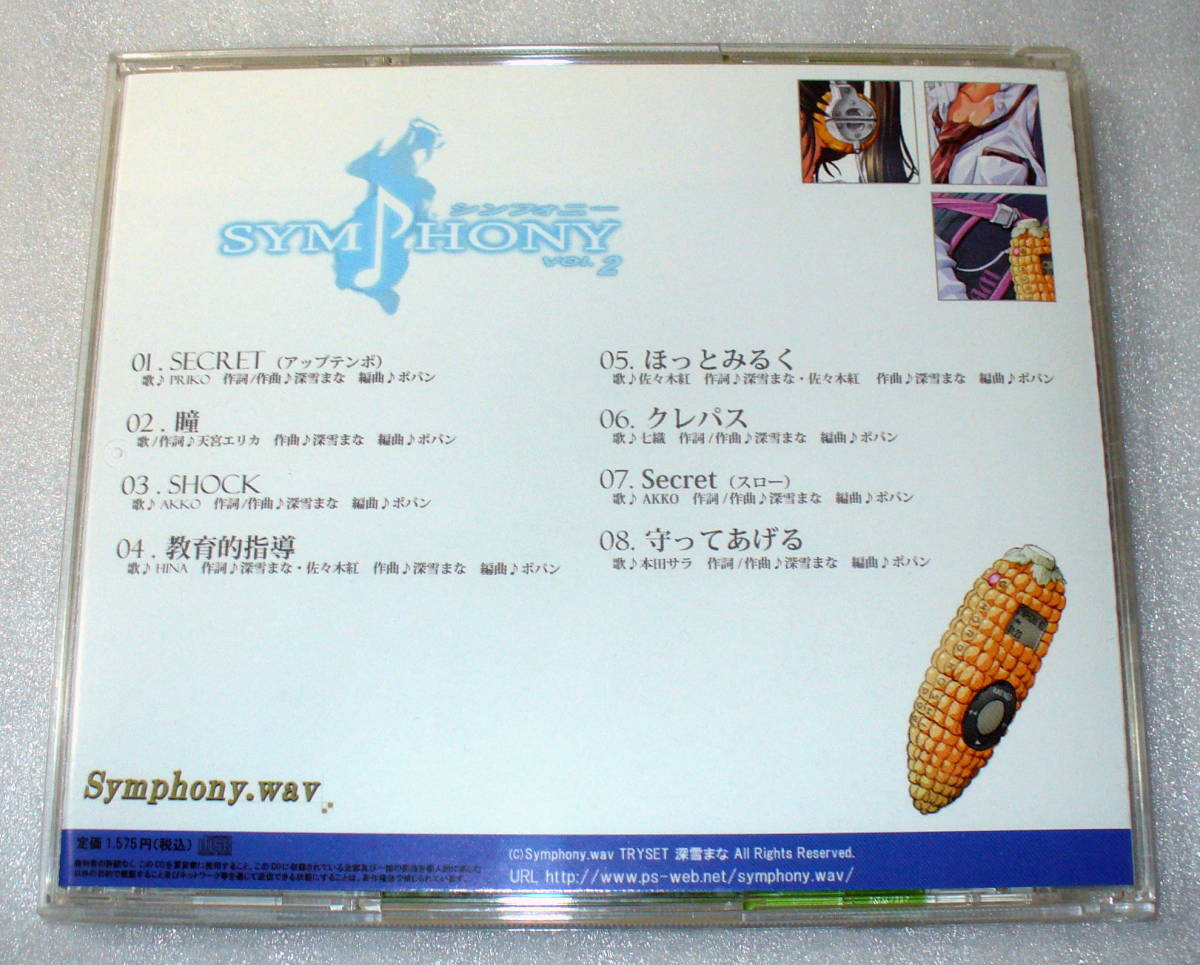 シンフォニー
SYMPHONY
VOL 2
01 . SECRET (アップテンポ)
歌♪ PRIKO 作詞/作曲♪深雪まな 編曲♪ポパン
02 . 瞳
歌/作詞♪天宮エリカ 作曲♪深雪まな 編曲♪ポパン
03 . SHOCK
歌♪ AKKO 作詞/作曲♪深雪まな 編曲♪ポパン
04 . 教育的指導
歌♪ HINA 作詞♪深雪まな・佐々木紅 作曲♪深雪まな 編曲♪ポパン
05. ほっとみるく
歌♪佐々木紅 作詞♪深雪まな・佐々木紅 作曲♪深雪まな 編曲♪ポパン
06. クレパス
歌♪七織 作詞/作曲♪深雪まな 編曲♪ポパン
07. Secret (スロー)
歌♪ AKKO 作詞/作曲♪深雪まな 編曲♪ポパン
08. 守ってあげる
歌♪本田サラ 作詞/作曲♪深雪まな 編曲♪ポパン
Symphony.wav
定価 1,575円(税込)
(C)Symphony.wav TRYSET 深雪まな All Rights Reserved.
URL http://www.ps-web.net/symphony.wav/